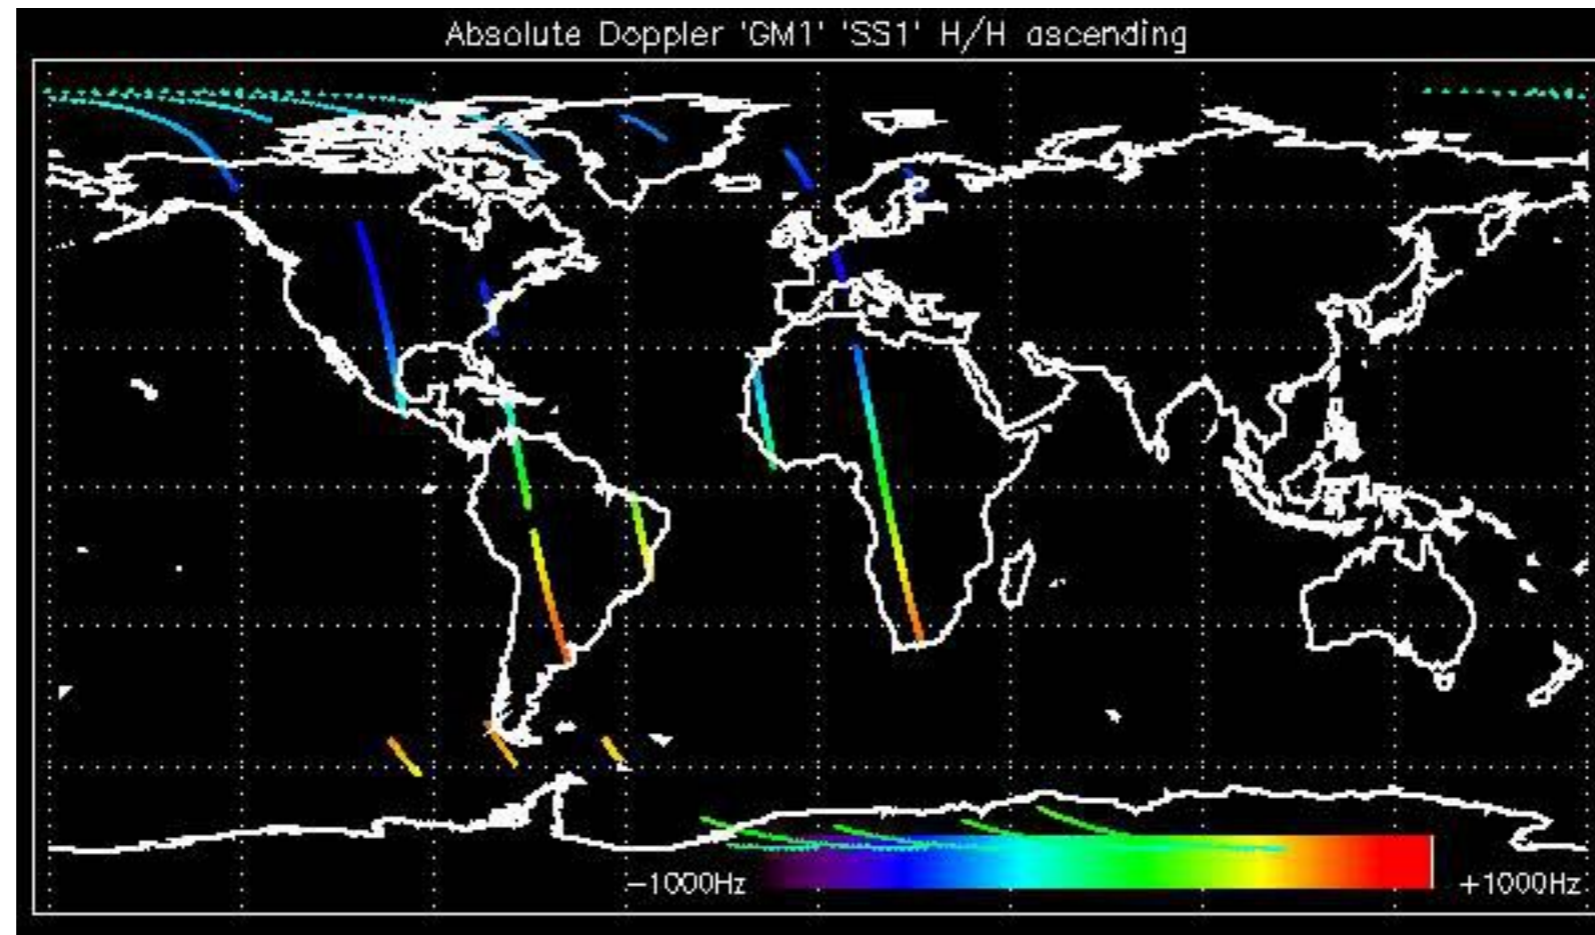 Absolute Doppler 'GM1' 'SS1' H/H ascending
−1000Hz
+1000Hz